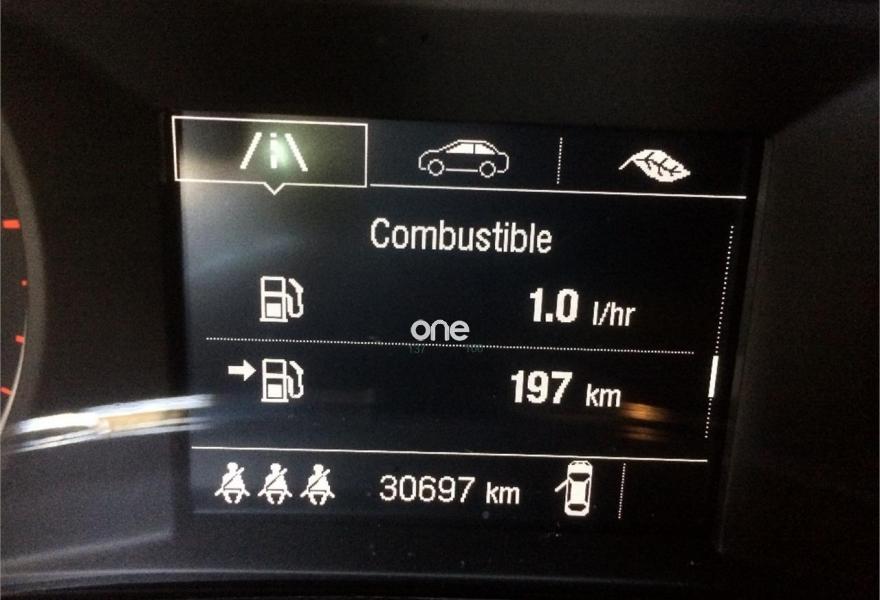 Combustible
1.0 l/hr
one
197 km
30697 km